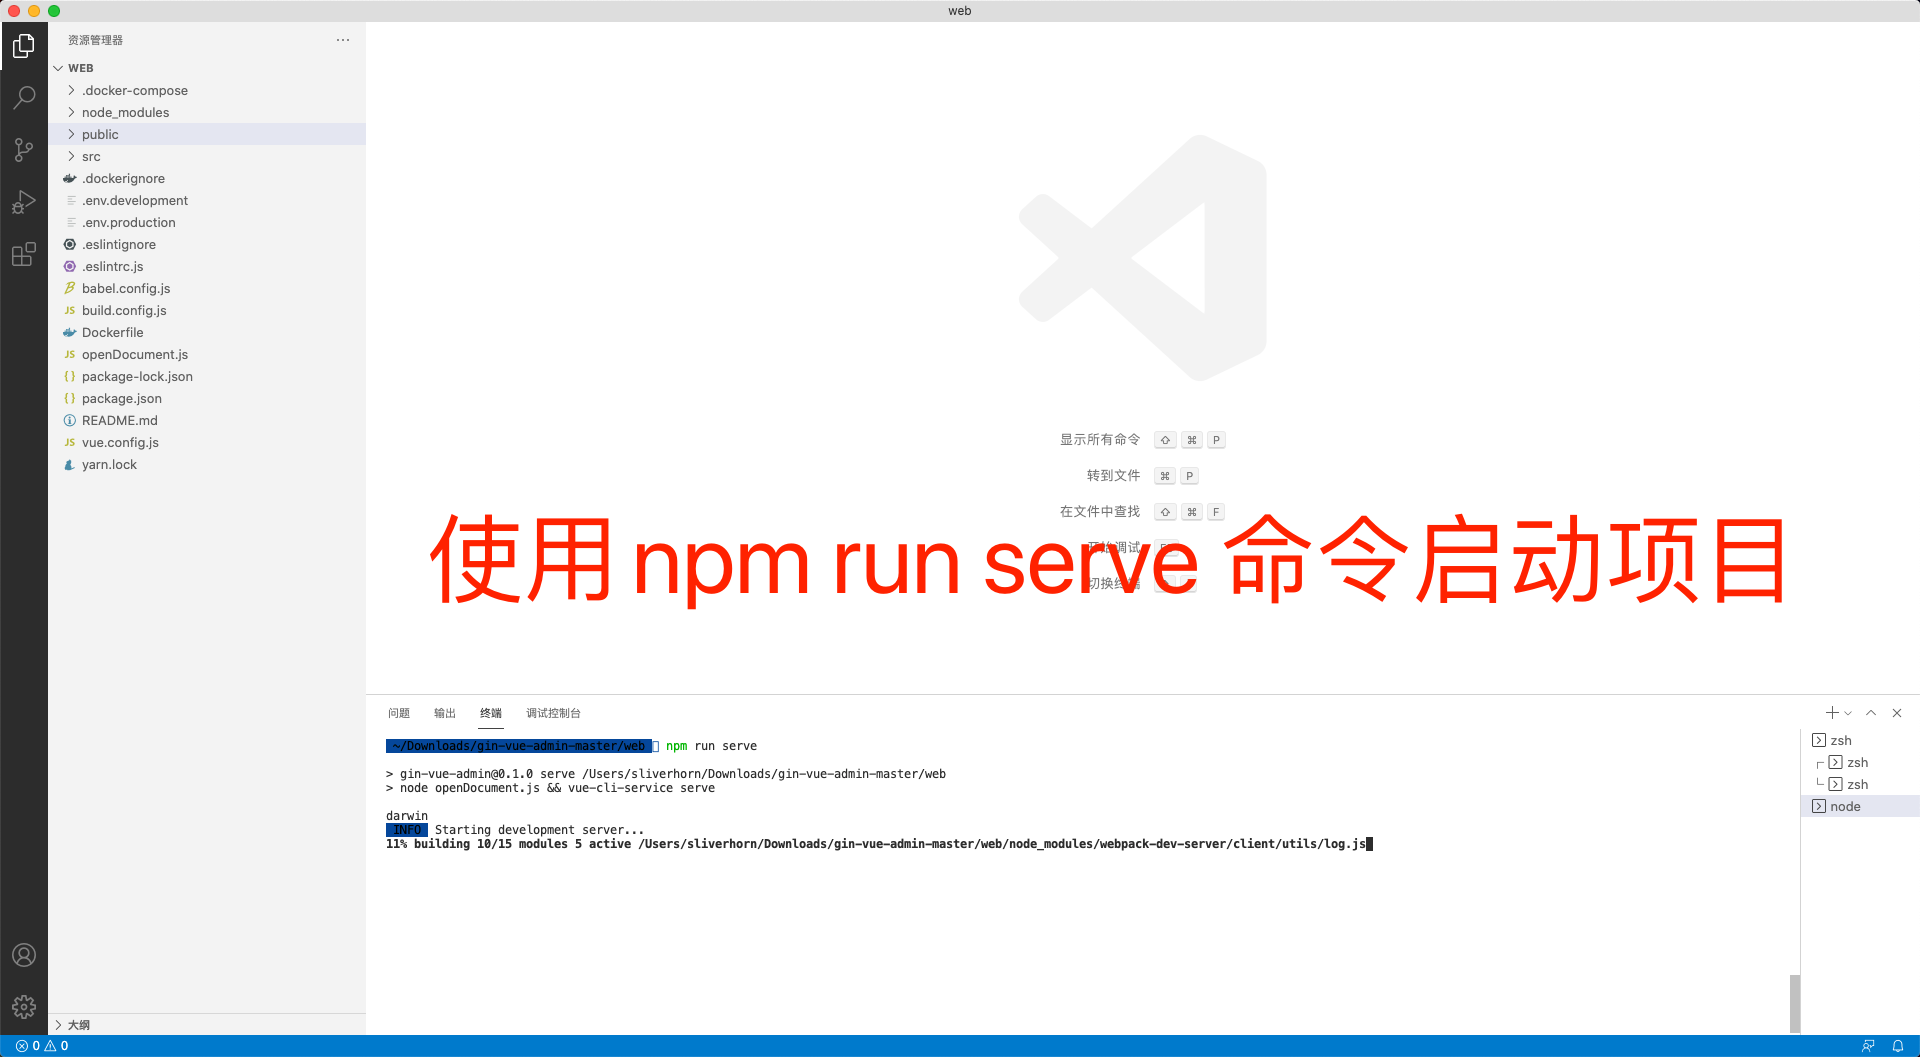 web
资源管理器
WEB
.docker-compose
node_modules
public
src
.dockerignore
.env.development
.env.production
.eslintignore
.eslintrc.js
babel.config.js
JS build.config.js
Dockerfile
JS openDocument.js
{} package-lock.json
{} package.json
README.md
JS vue.config.js
yarn.lock
大纲
0 0
显示所有命令 ⇧ ⌘ P
转到文件 ⌘ P
在文件中查找 ⇧ ⌘ F
开始调试
切换终端
使用 npm run serve 命令启动项目
问题 输出 终端 调试控制台
~/Downloads/gin-vue-admin-master/web npm run serve
> gin-vue-admin@0.1.0 serve /Users/sliverhorn/Downloads/gin-vue-admin-master/web
> node openDocument.js && vue-cli-service serve
darwin
INFO Starting development server...
11% building 10/15 modules 5 active /Users/sliverhorn/Downloads/gin-vue-admin-master/web/node_modules/webpack-dev-server/client/utils/log.js
zsh
zsh
zsh
node